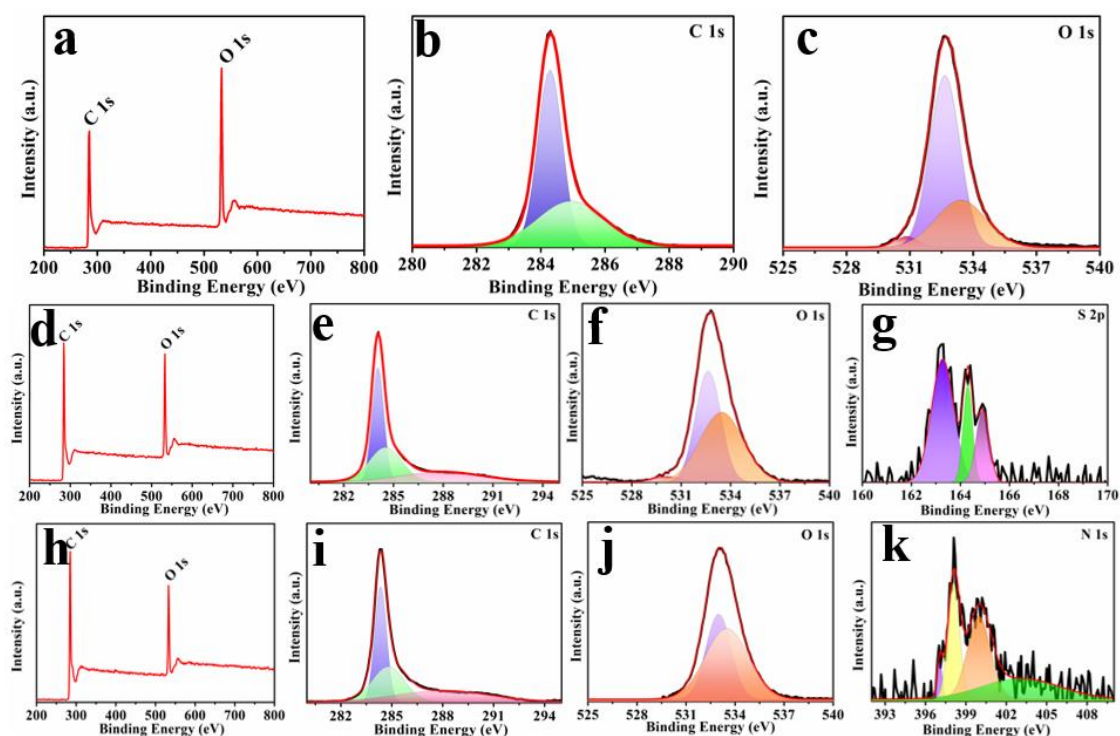 a
C 1s
O 1s
Intensity (a.u.)
200 300 400 500 600 700 800
Binding Energy (eV)
b
C 1s
Intensity (a.u.)
280 282 284 286 288 290
Binding Energy (eV)
c
O 1s
Intensity (a.u.)
525 528 531 534 537 540
Binding Energy (eV)
d
C 1s
O 1s
Intensity (a.u.)
200 300 400 500 600 700 800
Binding Energy (eV)
e
C 1s
Intensity (a.u.)
282 285 288 291 294
Binding Energy (eV)
f
O 1s
Intensity (a.u.)
525 528 531 534 537 540
Binding Energy (eV)
g
S 2p
Intensity (a.u.)
160 162 164 166 168 170
Binding Energy (eV)
h
C 1s
O 1s
Intensity (a.u.)
200 300 400 500 600 700 800
Binding Energy (eV)
i
C 1s
Intensity (a.u.)
282 285 288 291 294
Binding Energy (eV)
j
O 1s
Intensity (a.u.)
525 528 531 534 537 540
Binding Energy (eV)
k
N 1s
Intensity (a.u.)
393 396 399 402 405 408
Binding Energy (eV)